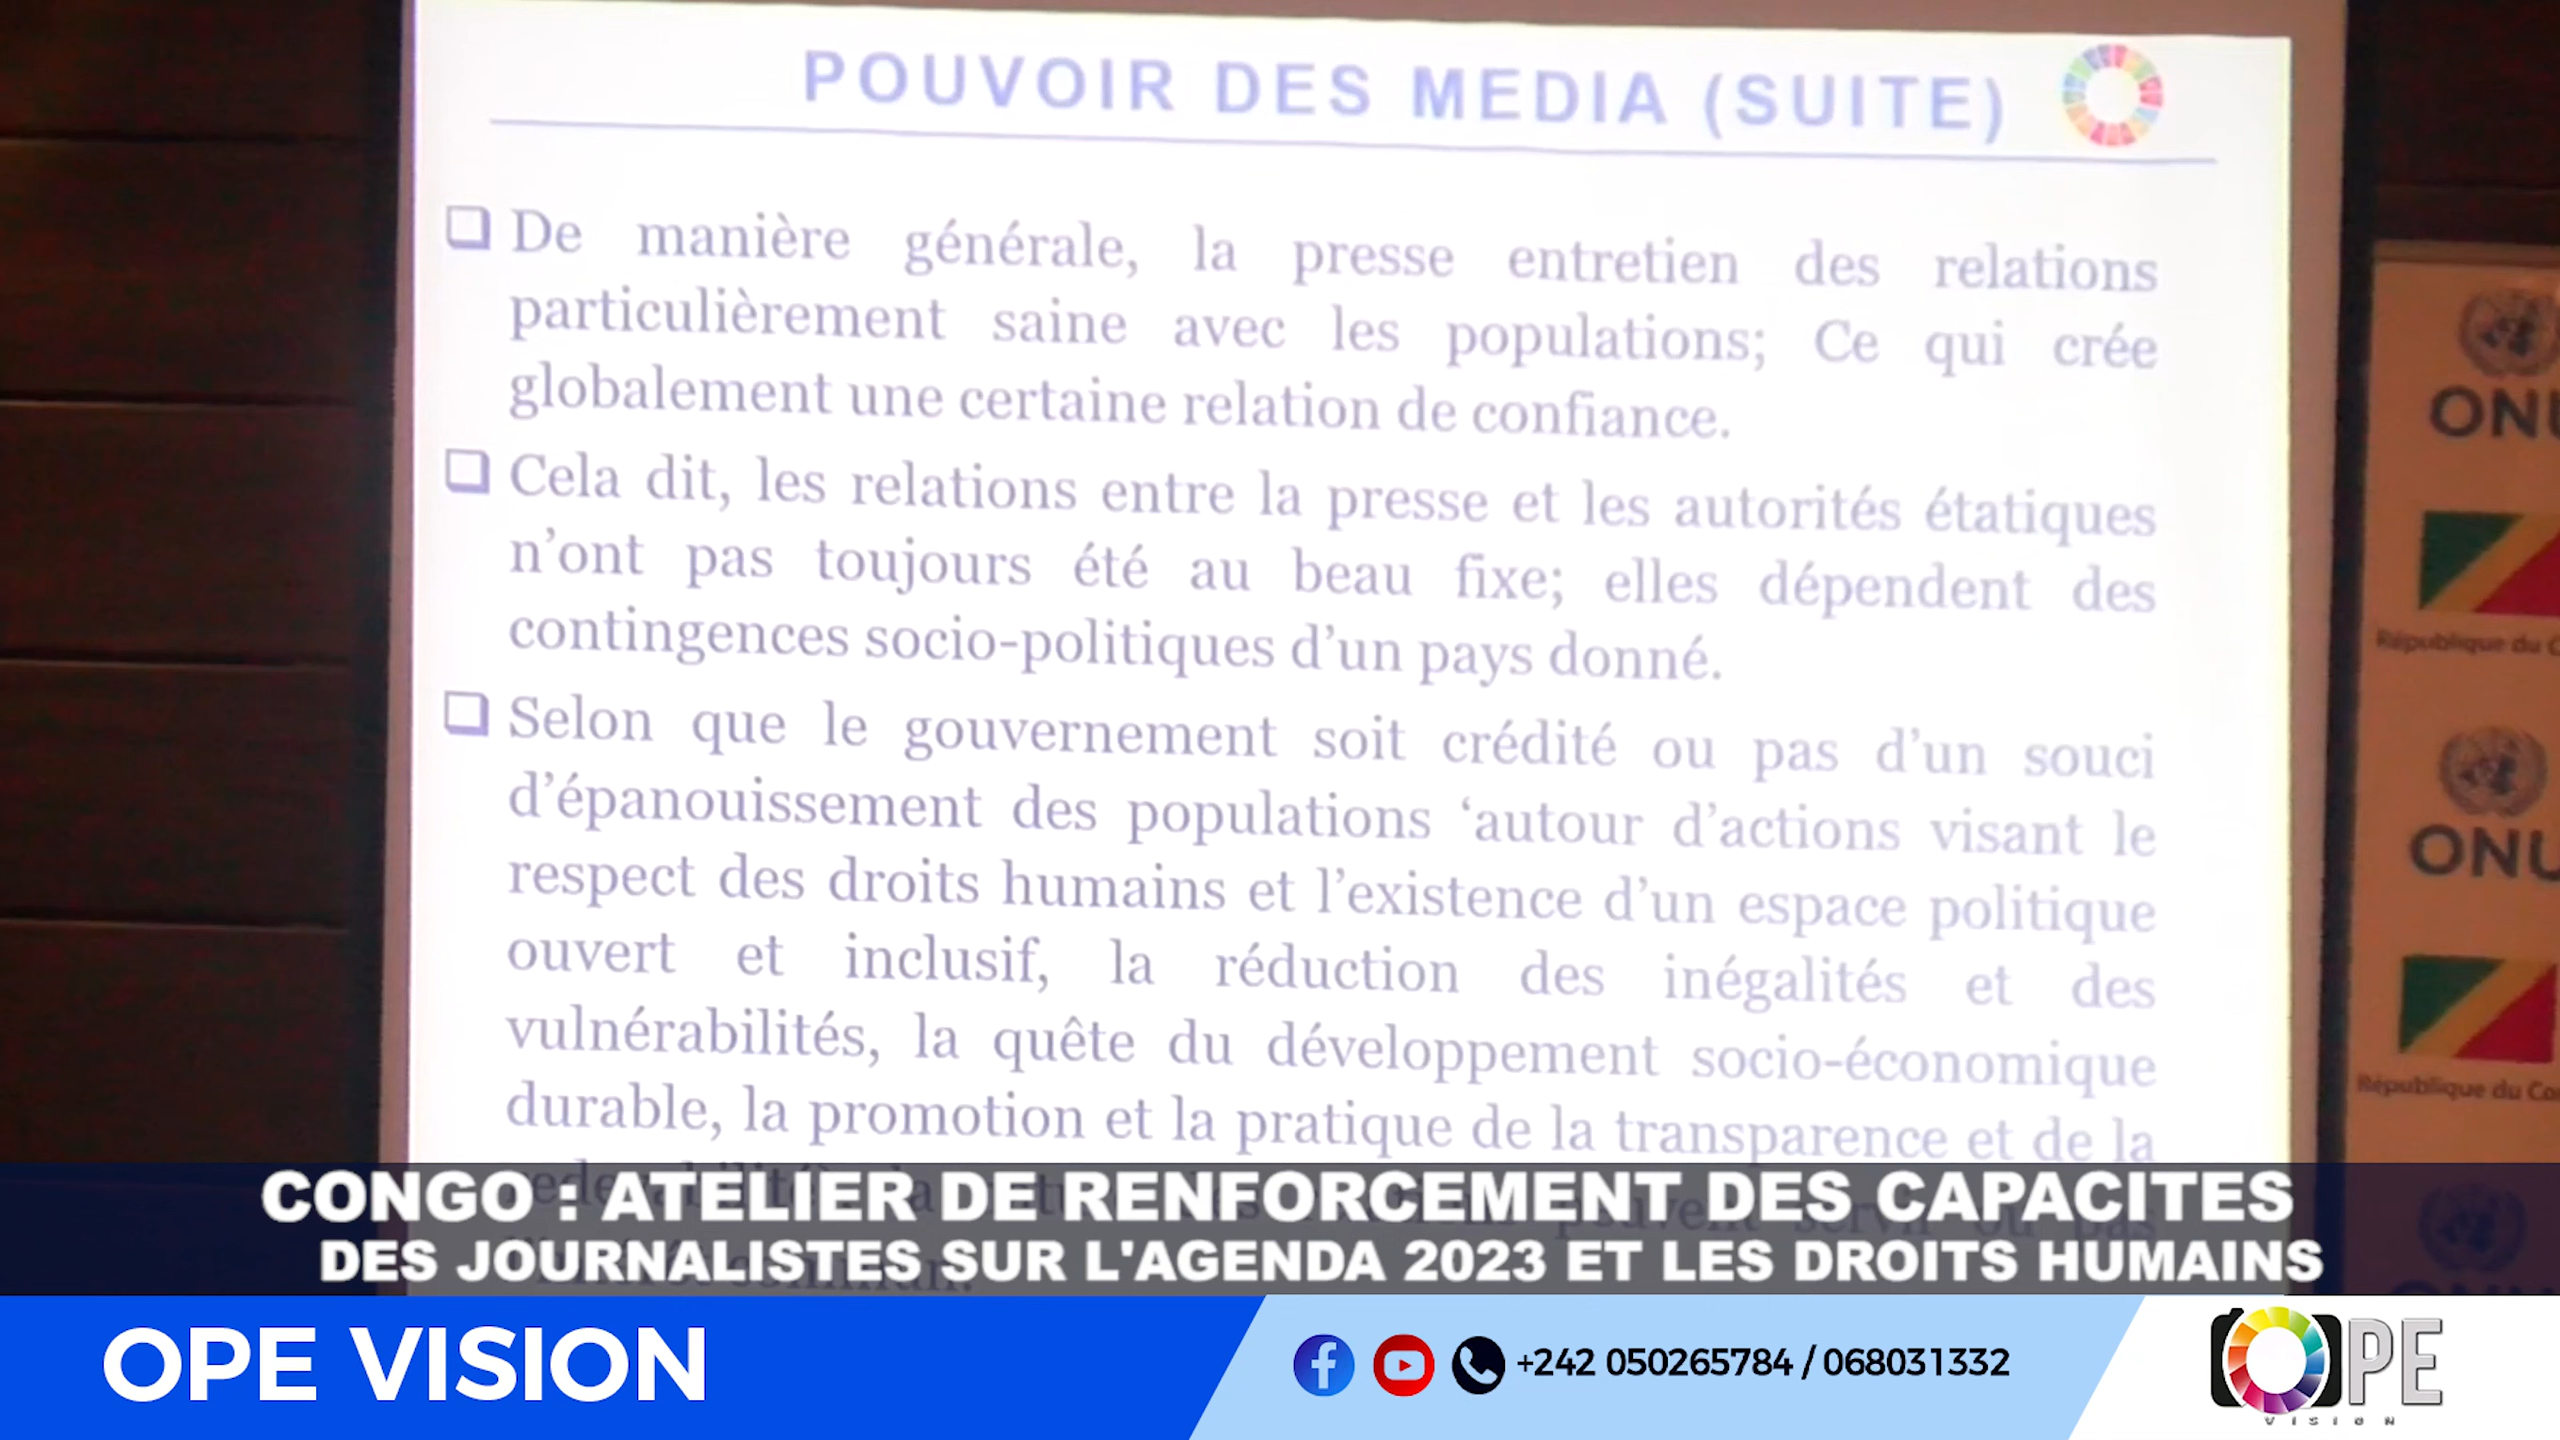 POUVOIR DES MEDIA (SUITE)
❑ De manière générale, la presse entretien des relations
particulièrement saine avec les populations; Ce qui crée
globalement une certaine relation de confiance.
❑ Cela dit, les relations entre la presse et les autorités étatiques
n'ont pas toujours été au beau fixe; elles dépendent des
contingences socio-politiques d'un pays donné.
❑ Selon que le gouvernement soit crédité ou pas d'un souci
d'épanouissement des populations 'autour d'actions visant le
respect des droits humains et l'existence d'un espace politique
ouvert et inclusif, la réduction des inégalités et des
vulnérabilités, la quête du développement socio-économique
durable, la promotion et la pratique de la transparence et de la
ONU
République du
ONU
République du
CONGO : ATELIER DE RENFORCEMENT DES CAPACITES
DES JOURNALISTES SUR L'AGENDA 2023 ET LES DROITS HUMAINS
OPE VISION
+242 050265784 / 068031332
OPE
VISION